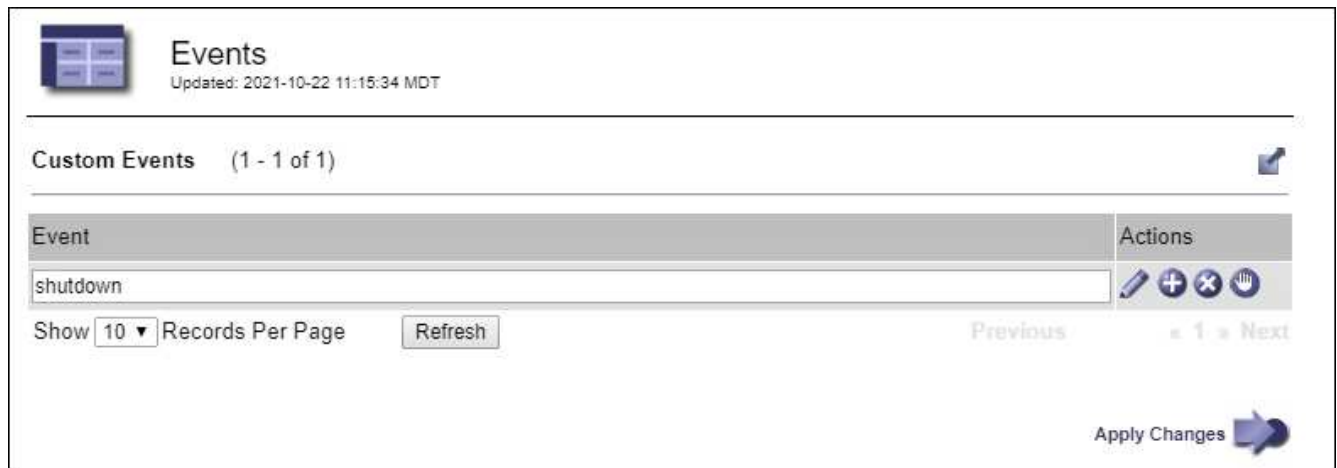 Events
Updated: 2021-10-22 11:15:34 MDT
Custom Events (1 - 1 of 1)
Event Actions
shutdown
Show 10 Records Per Page Refresh Previous « 1 » Next
Apply Changes